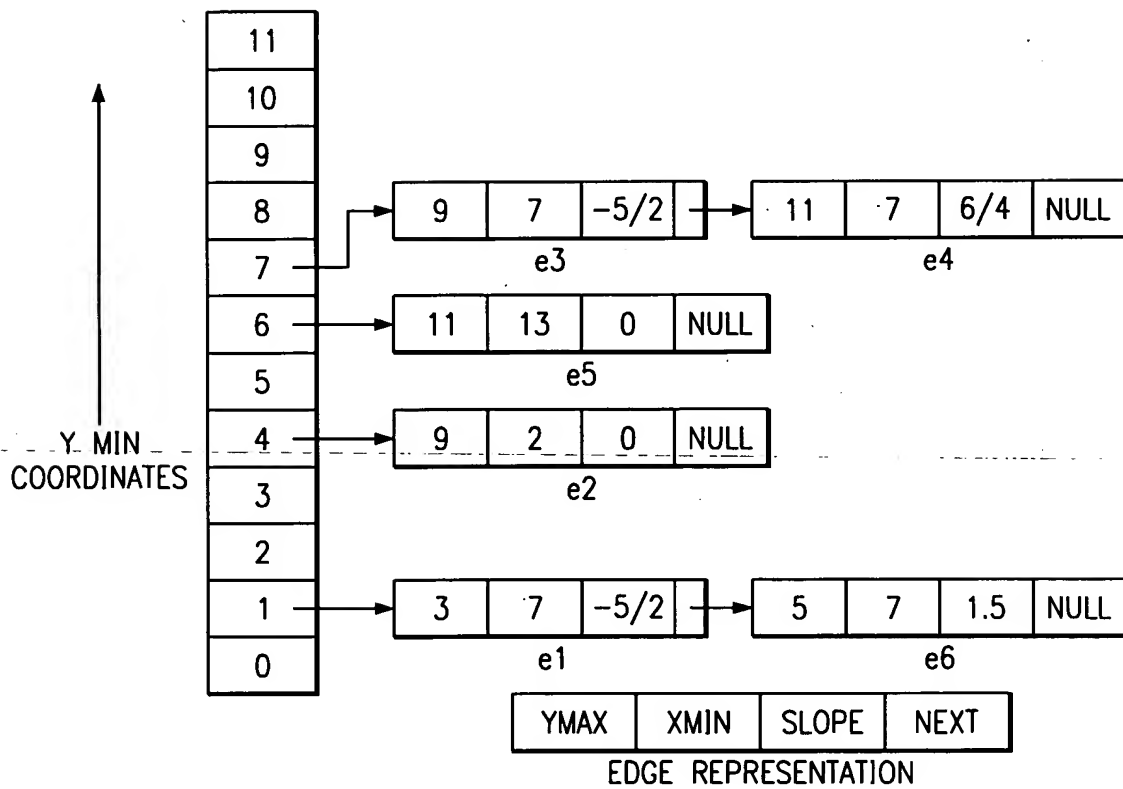 11
10
9
8
9 7 -5/2
11 7 6/4 NULL
7
e3
e4
6
11 13 0 NULL
5
e5
Y MIN
COORDINATES
4
9 2 0 NULL
3
e2
2
1
3 7 -5/2
5 7 1.5 NULL
0
e1
e6
YMAX XMIN SLOPE NEXT
EDGE REPRESENTATION